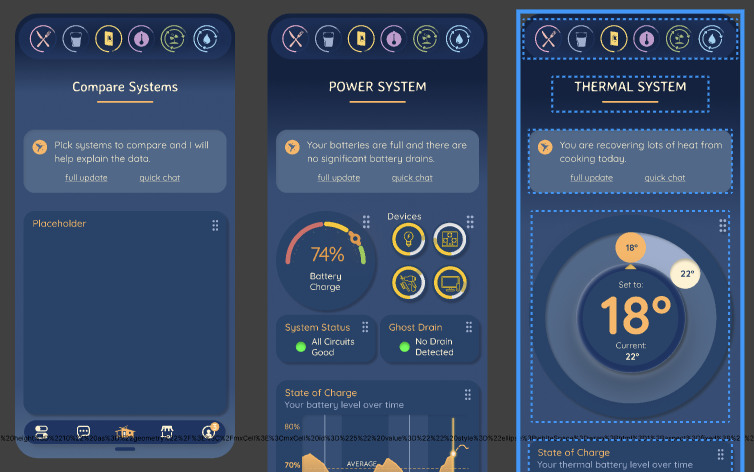 Compare Systems
Pick systems to compare and I will
help explain the data.
full update quick chat
Placeholder
POWER SYSTEM
Your batteries are full and there are
no significant battery drains.
full update quick chat
74%
Battery
Charge
Devices
System Status
All Circuits
Good
Ghost Drain
No Drain
Detected
State of Charge
Your battery level over time
80%
70%
AVERAGE
THERMAL SYSTEM
You are recovering lots of heat from
cooking today.
full update quick chat
18°
22°
Set to:
18°
Current:
22°
State of Charge
Your thermal battery level over time